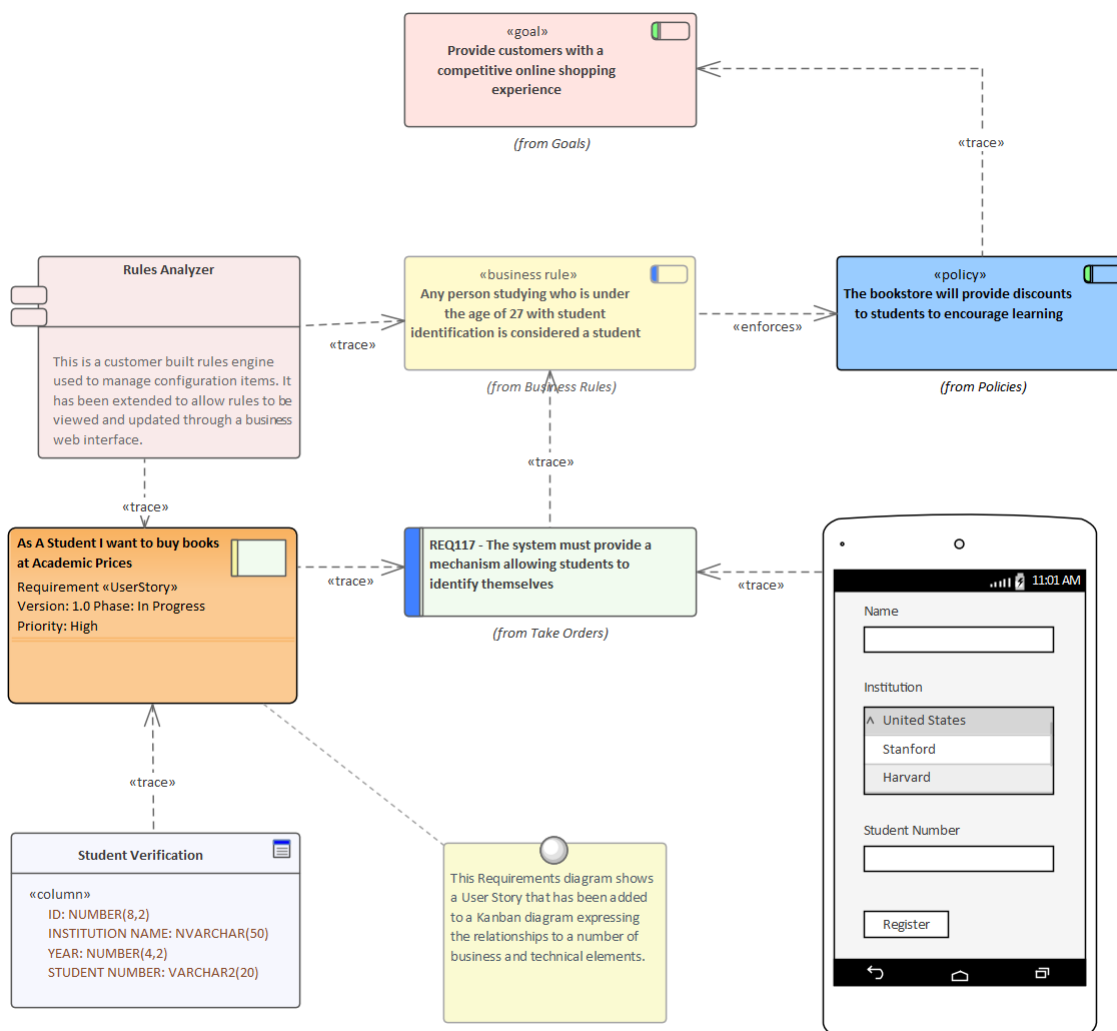 «goal»
Provide customers with a
competitive online shopping
experience
(from Goals)
«trace»
Rules Analyzer
This is a customer built rules engine
used to manage configuration items. It
has been extended to allow rules to be
viewed and updated through a business
web interface.
«trace»
«business rule»
Any person studying who is under
the age of 27 with student
identification is considered a student
(from Business Rules)
«enforces»
«policy»
The bookstore will provide discounts
to students to encourage learning
(from Policies)
«trace»
«trace»
As A Student I want to buy books
at Academic Prices
Requirement «UserStory»
Version: 1.0 Phase: In Progress
Priority: High
«trace»
REQ117 - The system must provide a
mechanism allowing students to
identify themselves
(from Take Orders)
«trace»
11:01 AM
Name
Institution
United States
Stanford
Harvard
Student Number
Register
«trace»
Student Verification
«column»
ID: NUMBER(8,2)
INSTITUTION NAME: NVARCHAR(50)
YEAR: NUMBER(4,2)
STUDENT NUMBER: VARCHAR2(20)
This Requirements diagram shows
a User Story that has been added
to a Kanban diagram expressing
the relationships to a number of
business and technical elements.